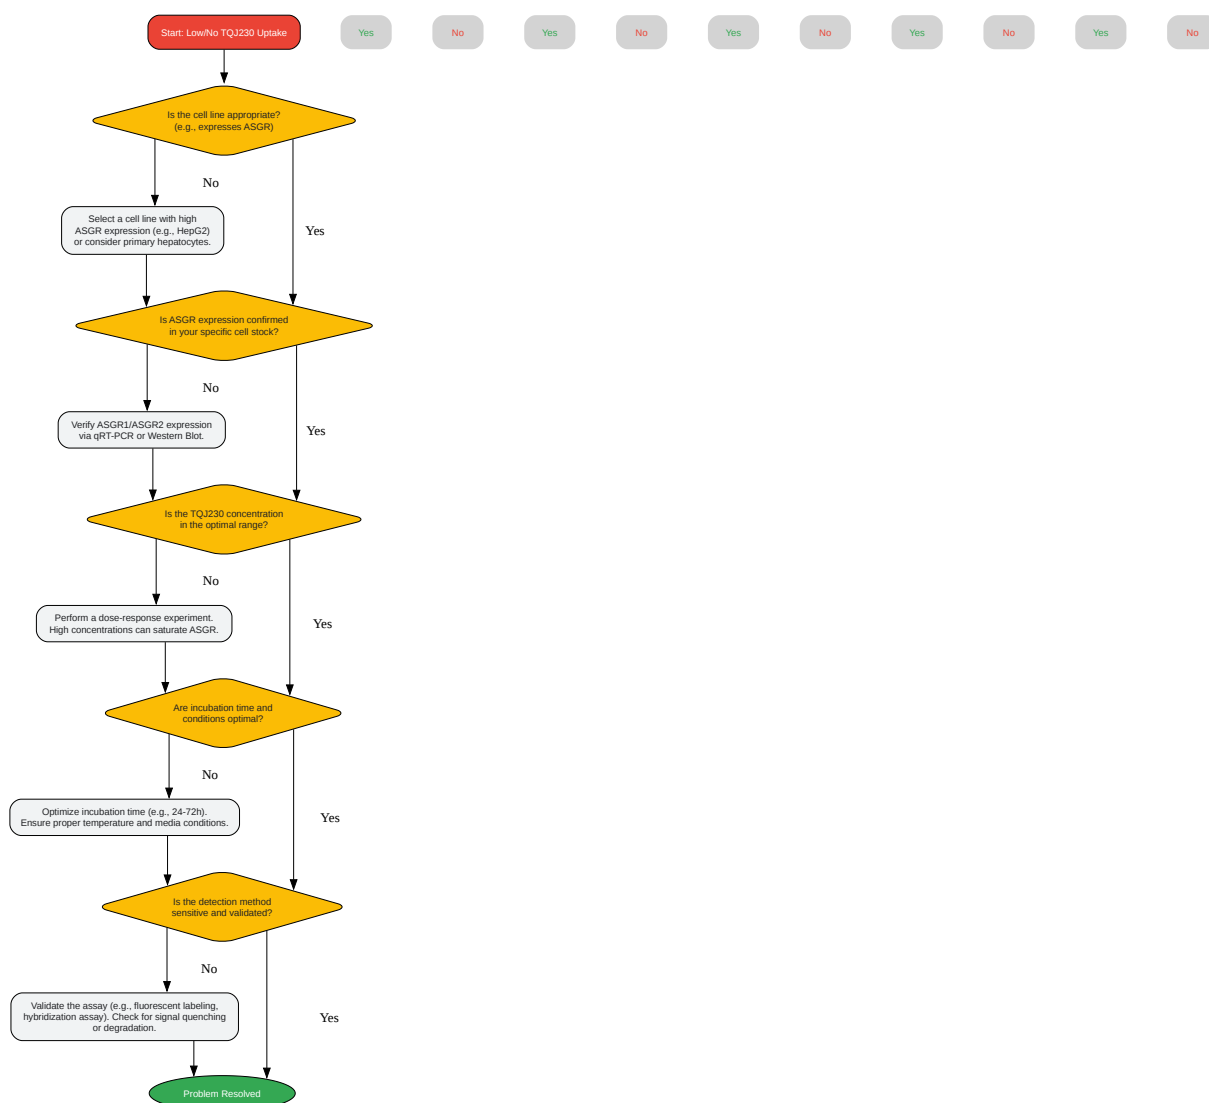 Start: Low/No TQJ230 Uptake
Yes
No
Yes
No
Yes
No
Yes
No
Yes
No
Is the cell line appropriate?
(e.g., expresses ASGR)
No
Select a cell line with high
ASGR expression (e.g., HepG2)
or consider primary hepatocytes.
Yes
Is ASGR expression confirmed
in your specific cell stock?
No
Verify ASGR1/ASGR2 expression
via qRT-PCR or Western Blot.
Yes
Is the TQJ230 concentration
in the optimal range?
No
Perform a dose-response experiment.
High concentrations can saturate ASGR.
Yes
Are incubation time and
conditions optimal?
No
Optimize incubation time (e.g., 24-72h).
Ensure proper temperature and media conditions.
Yes
Is the detection method
sensitive and validated?
No
Validate the assay (e.g., fluorescent labeling,
hybridization assay). Check for signal quenching
or degradation.
Yes
Problem Resolved